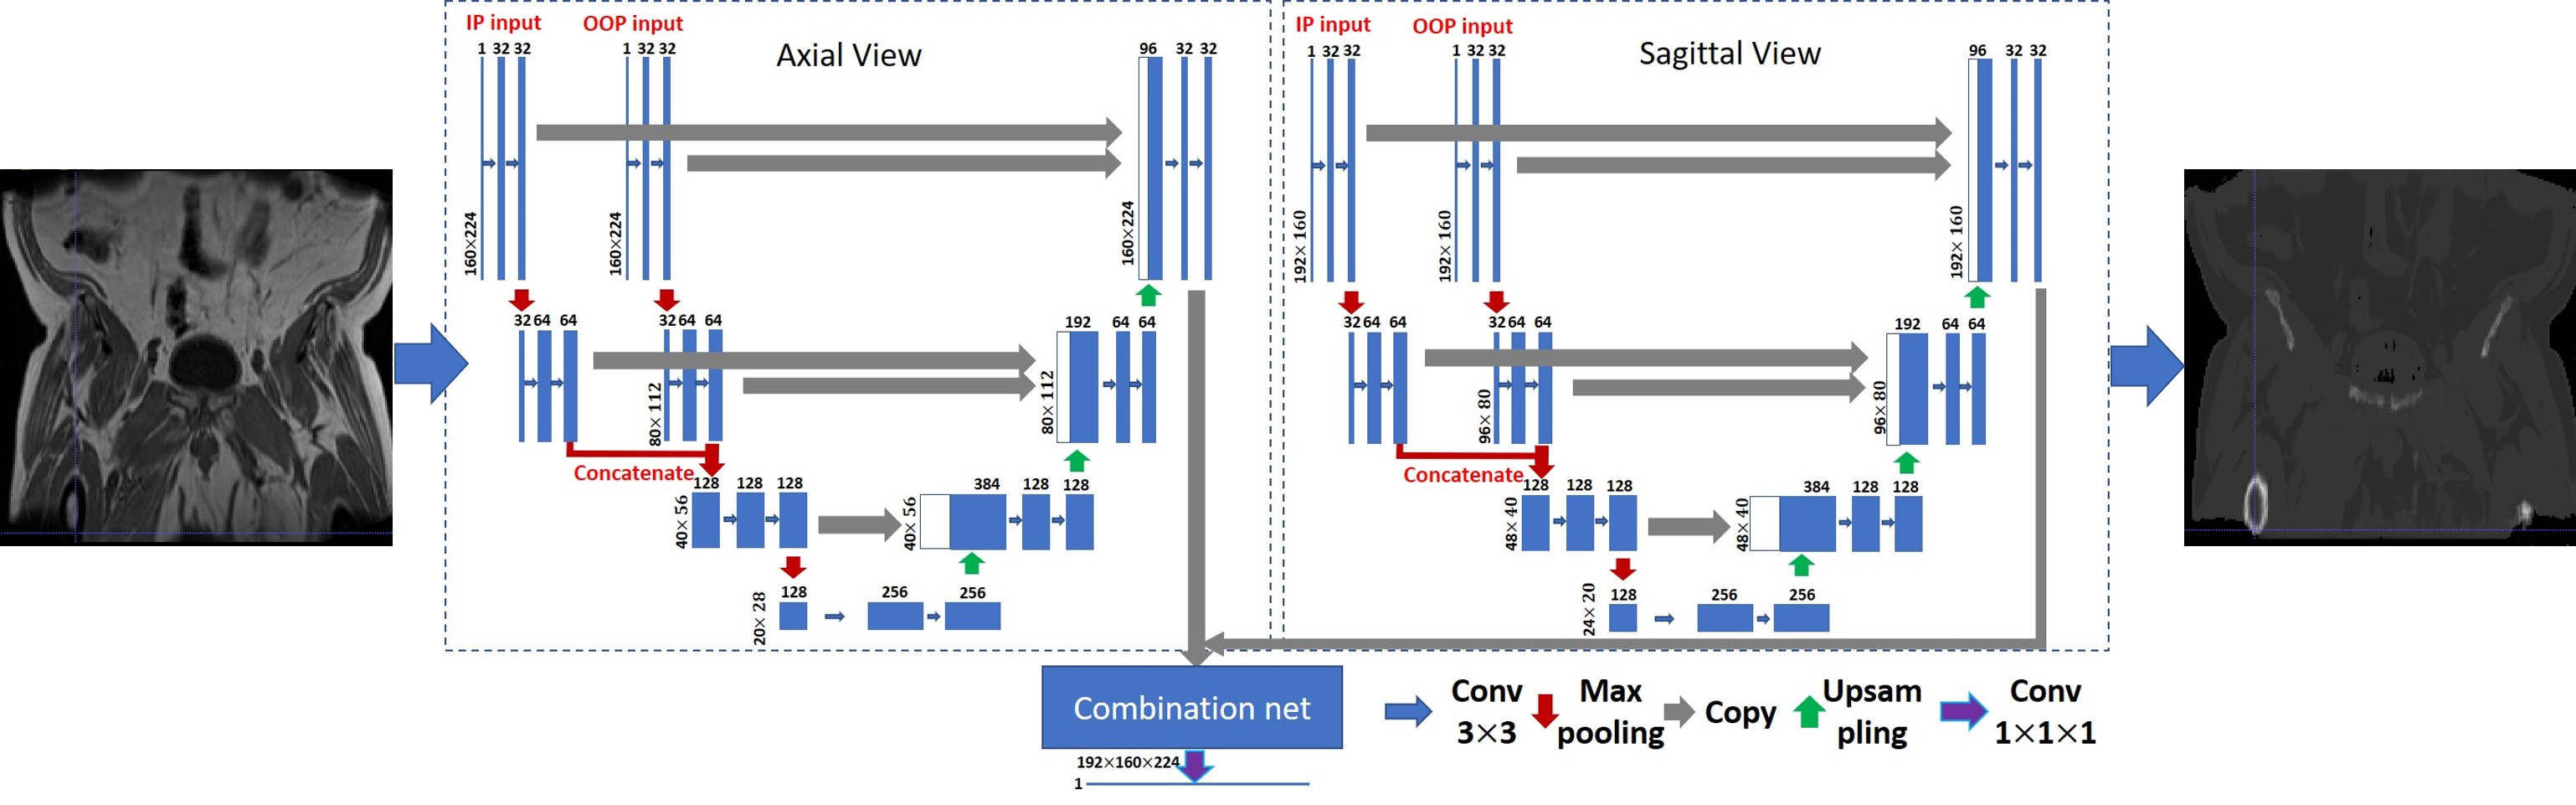 IP input
OOP input
Axial View
1 32 32
1 32 32
96 32 32
160×224
160×224
160×224
32 64 64
32 64 64
192 64 64
80×112
80×112
Concatenate
128 128 128
384 128 128
40×56
40×56
128 256 256
20×28
IP input
OOP input
Sagittal View
1 32 32
1 32 32
96 32 32
192×160
192×160
192×160
32 64 64
32 64 64
192 64 64
96×80
96×80
Concatenate
128 128 128
384 128 128
48×40
48×40
128 256 256
24×20
Combination net
192×160×224
1
Conv
3×3
Max
pooling
Copy
Upsam
pling
Conv
1×1×1